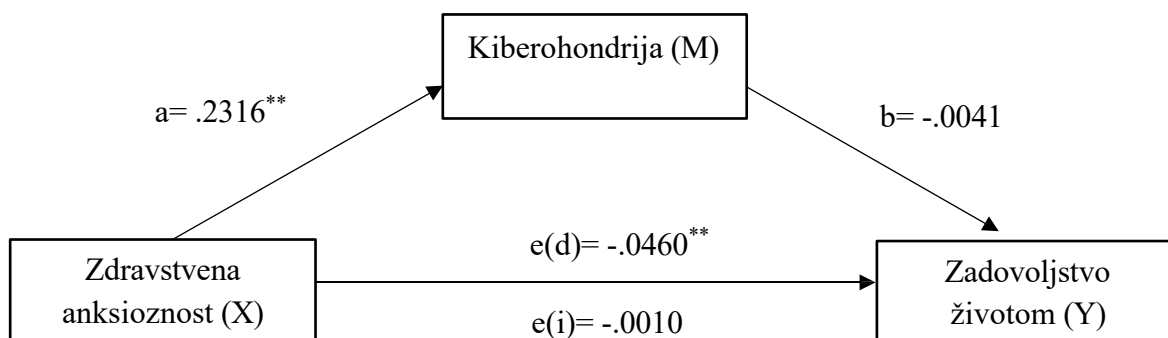 Kiberohondrija (M)
a= .2316**
b= -.0041
e(d)= -.0460**
Zdravstvena
anksioznost (X)
Zadovoljstvo
životom (Y)
e(i)= -.0010